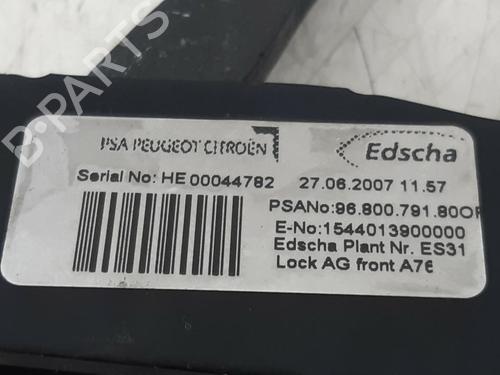 B-PARTS
PSA PEUGEOT CITROËN
Edscha
Serial No: HE 00044782 27.06.2007 11.57
PSANo:96.800.791.80
E-No:1544013900000
Edscha Plant Nr. ES31
Lock AG front A76